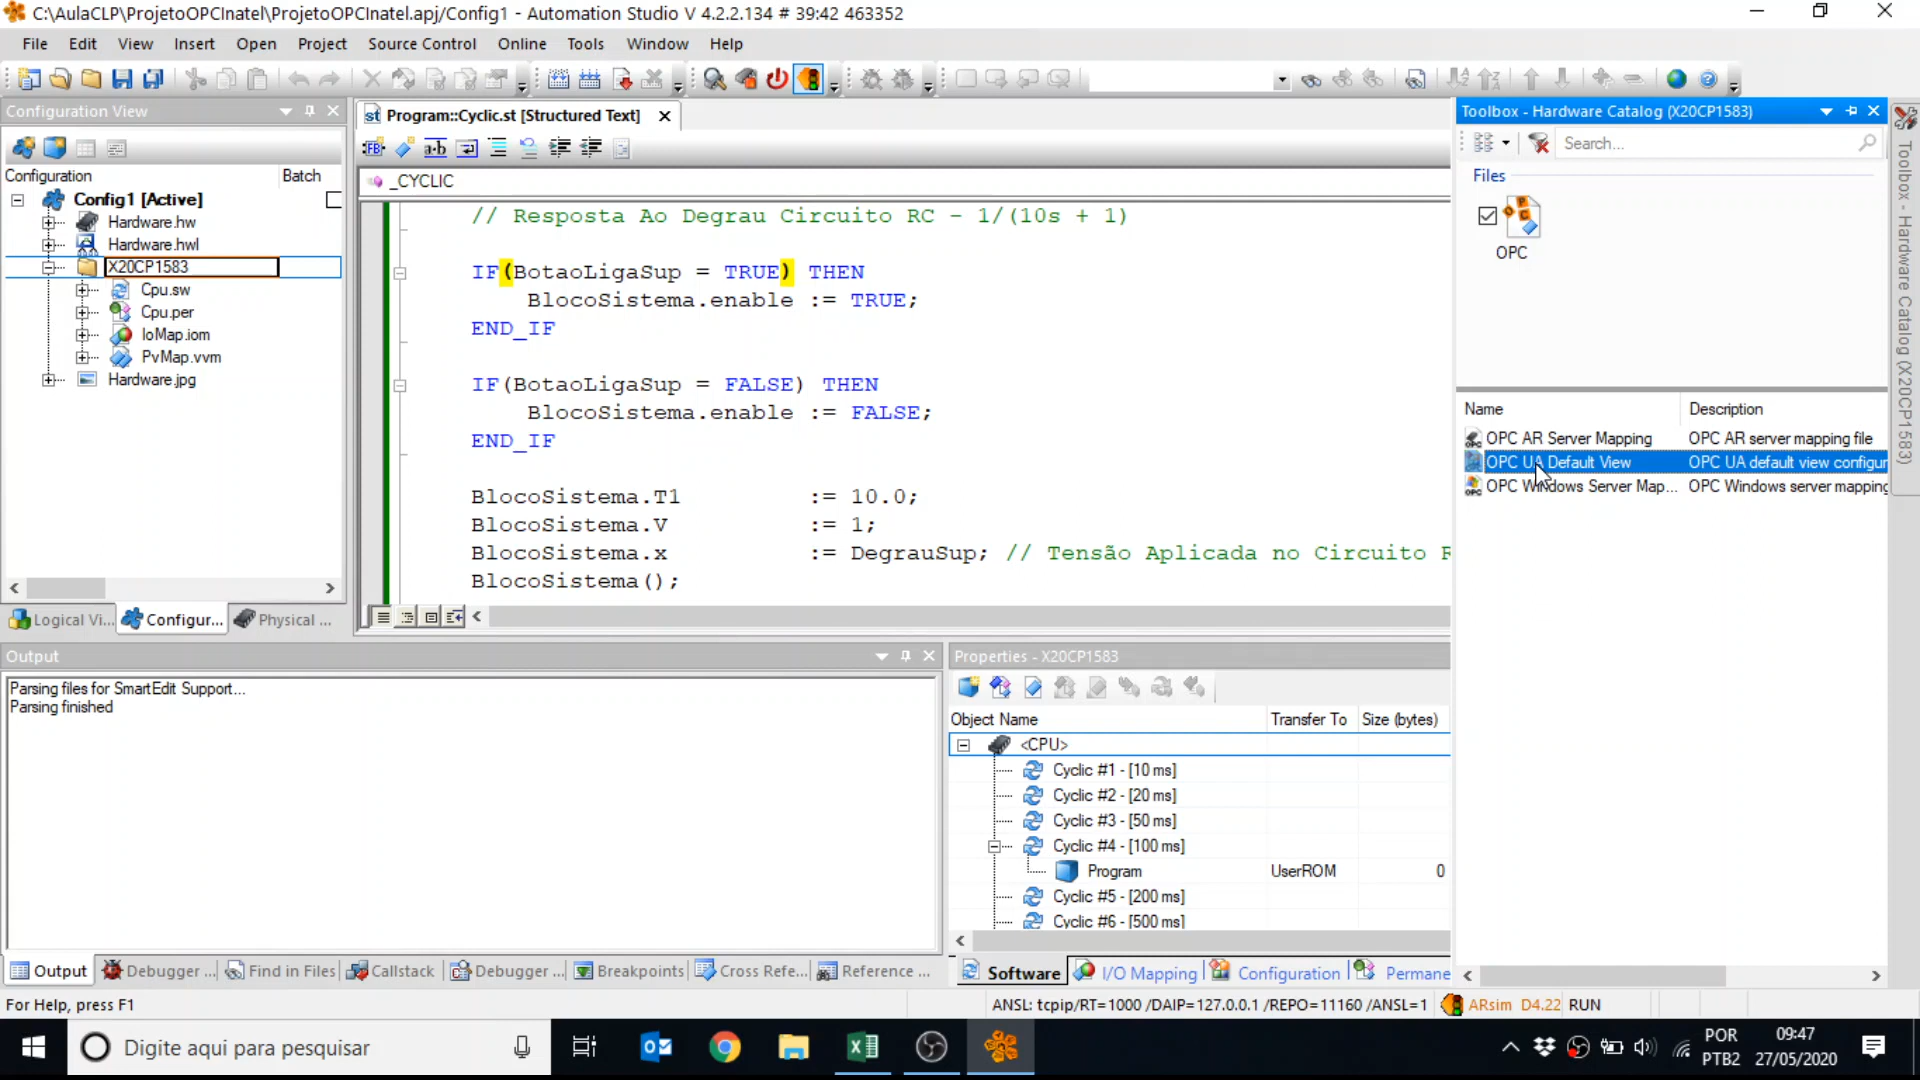 C:\AulaCLP\ProjetoOPCInatel\ProjetoOPCInatel.apj/Config1 - Automation Studio V 4.2.2.134 # 39:42 463352
File Edit View Insert Open Project Source Control Online Tools Window Help
Configuration View
Configuration Batch
Config1 [Active]
Hardware.hw
Hardware.hwl
X20CP1583
Cpu.sw
Cpu.per
IoMap.iom
PvMap.vvm
Hardware.jpg
Logical Vi... Configur... Physical ...
Program::Cyclic.st [Structured Text]
_CYCLIC
// Resposta Ao Degrau Circuito RC - 1/(10s + 1)
IF(BotaoLigaSup = TRUE) THEN
BlocoSistema.enable := TRUE;
END_IF
IF(BotaoLigaSup = FALSE) THEN
BlocoSistema.enable := FALSE;
END_IF
BlocoSistema.T1 := 10.0;
BlocoSistema.V := 1;
BlocoSistema.x := DegrauSup; // Tensão Aplicada no Circuito R
BlocoSistema();
Toolbox - Hardware Catalog (X20CP1583)
Search...
Files
OPC
Name Description
OPC AR Server Mapping OPC AR server mapping file
OPC UA Default View OPC UA default view configur
OPC Windows Server Map... OPC Windows server mapping
Toolbox - Hardware Catalog (X20CP1583)
Output
Parsing files for SmartEdit Support...
Parsing finished
Output Debugger ... Find in Files Callstack Debugger ... Breakpoints Cross Refe... Reference ...
Properties - X20CP1583
Object Name Transfer To Size (bytes)
<CPU>
Cyclic #1 - [10 ms]
Cyclic #2 - [20 ms]
Cyclic #3 - [50 ms]
Cyclic #4 - [100 ms]
Program UserROM 0
Cyclic #5 - [200 ms]
Cyclic #6 - [500 ms]
Software I/O Mapping Configuration Permane
For Help, press F1
ANSL: tcpip/RT=1000 /DAIP=127.0.0.1 /REPO=11160 /ANSL=1 ARsim D4.22 RUN
Digite aqui para pesquisar
POR
PTB2
09:47
27/05/2020